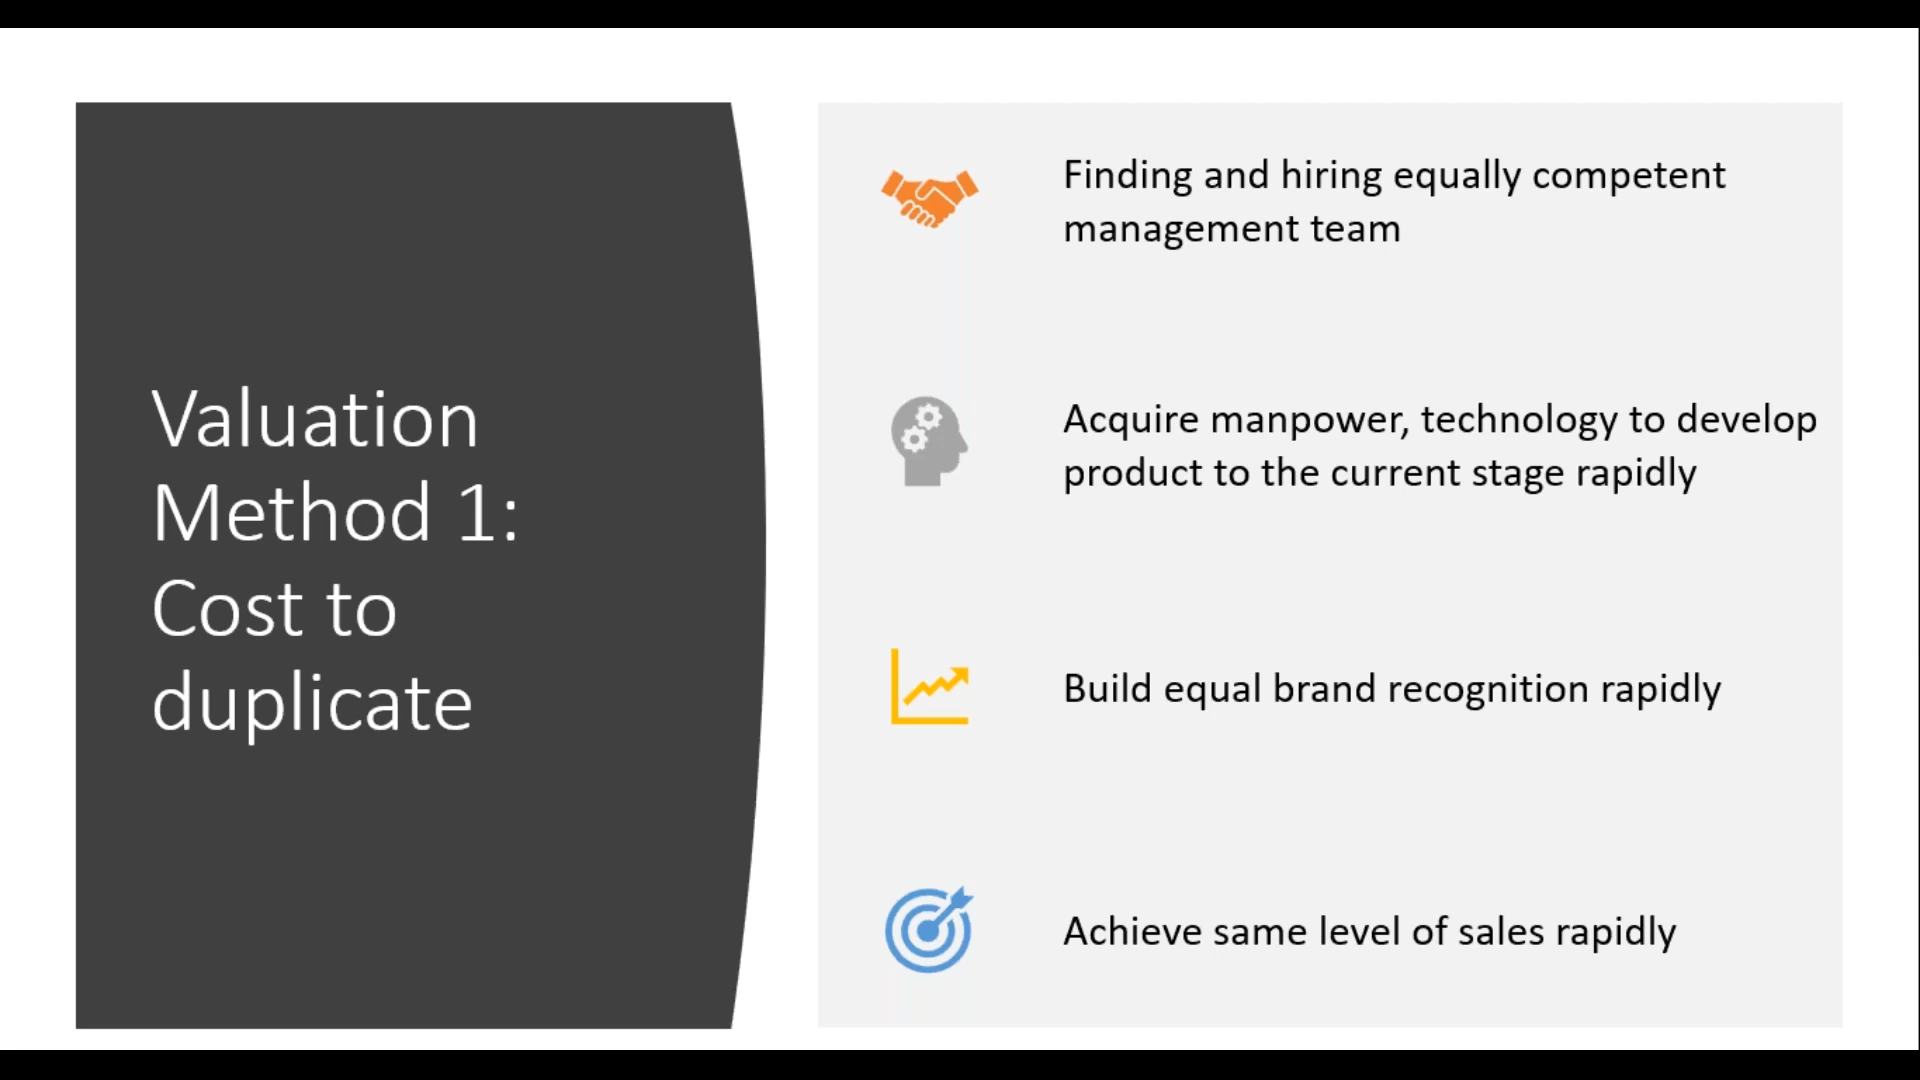 Valuation
Method 1:
Cost to
duplicate
Finding and hiring equally competent
management team
Acquire manpower, technology to develop
product to the current stage rapidly
Build equal brand recognition rapidly
Achieve same level of sales rapidly